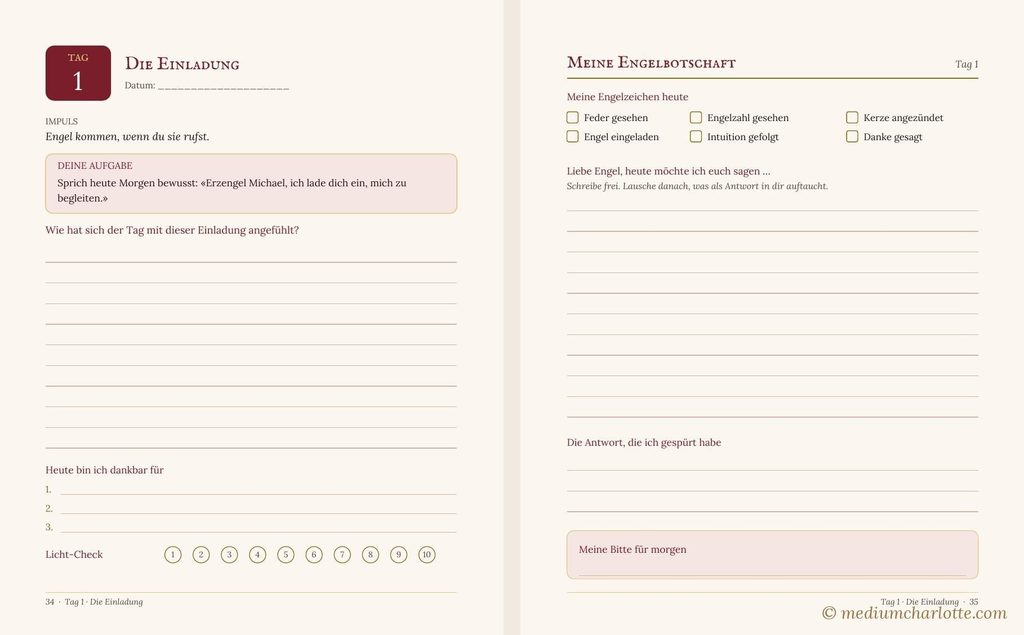 TAG
1
Die Einladung
Datum: ____________________
IMPULS
Engel kommen, wenn du sie rufst.
DEINE AUFGABE
Sprich heute Morgen bewusst: «Erzengel Michael, ich lade dich ein, mich zu
begleiten.»
Wie hat sich der Tag mit dieser Einladung angefühlt?
Heute bin ich dankbar für
1.
2.
3.
Licht-Check 1 2 3 4 5 6 7 8 9 10
34 · Tag 1 · Die Einladung
Meine Engelbotschaft Tag 1
Meine Engelzeichen heute
Feder gesehen Engelzahl gesehen Kerze angezündet
Engel eingeladen Intuition gefolgt Danke gesagt
Liebe Engel, heute möchte ich euch sagen ...
Schreibe frei. Lausche danach, was als Antwort in dir auftaucht.
Die Antwort, die ich gespürt habe
Meine Bitte für morgen
Tag 1 · Die Einladung · 35
© mediumcharlotte.com